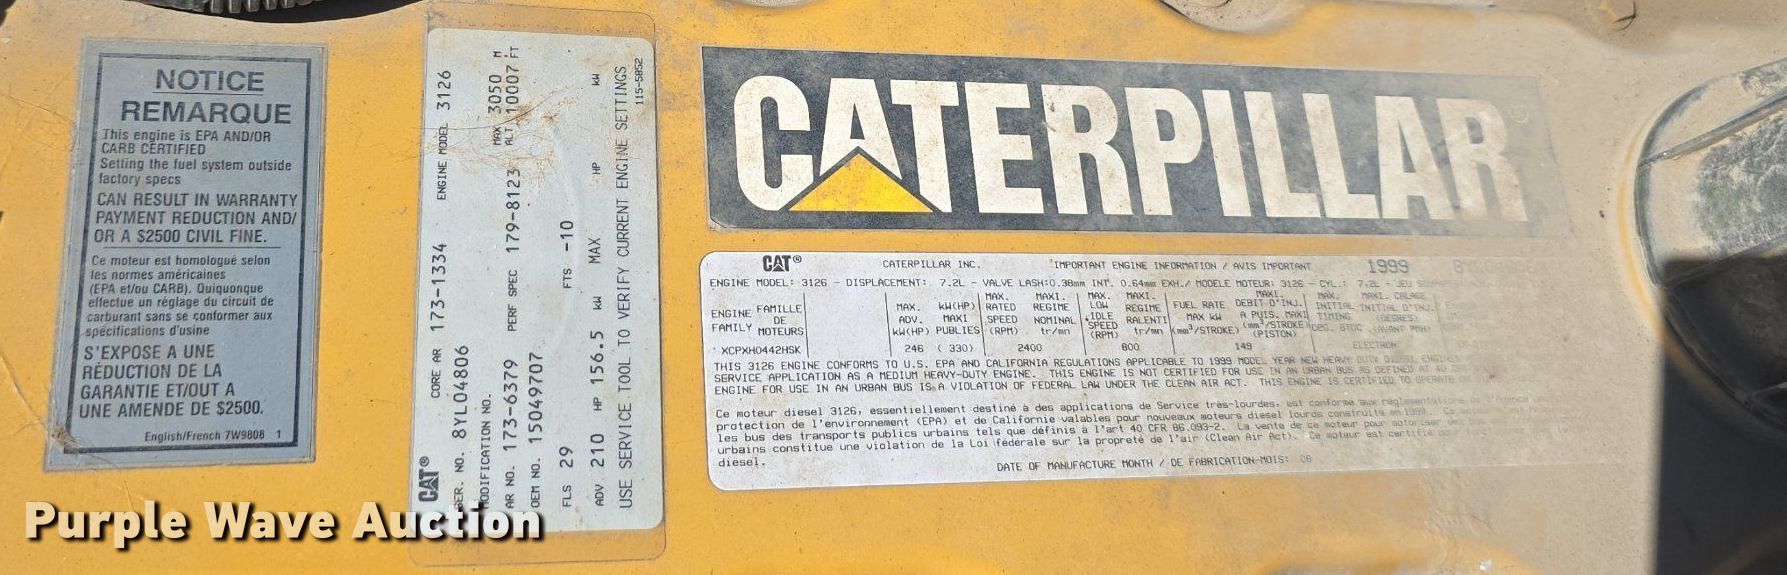 NOTICE
REMARQUE
This engine is EPA AND/OR
CARB CERTIFIED
Setting the fuel system outside
factory specs
CAN RESULT IN WARRANTY
PAYMENT REDUCTION AND/
OR A $2500 CIVIL FINE.
Ce moteur est homologué selon
les normes américaines
(EPA et/ou CARB). Quiquonque
effectue un réglage du circuit de
carburant sans se conformer aux
spécifications d'usine
S'EXPOSE A UNE
RÉDUCTION DE LA
GARANTIE ET/OUT A
UNE AMENDE DE $2500.
English/French 7W9808 1
CAT®
SER. NO. 8YL04806 CORE AR 173-1334 ENGINE MODEL 3126
MODIFICATION NO.
AR NO. 173-6379 PERF SPEC 179-8123 MAX ALT 3050 M 10007 FT
OEM NO. 15049707
FLS 29 FTS -10
ADV 210 HP 156.5 kW MAX HP kW
USE SERVICE TOOL TO VERIFY CURRENT ENGINE SETTINGS
115-5852
CATERPILLAR
CAT® CATERPILLAR INC. IMPORTANT ENGINE INFORMATION / AVIS IMPORTANT 1999
ENGINE MODEL: 3126 - DISPLACEMENT: 7.2L - VALVE LASH:0.38mm INT. 0.64mm EXH./ MODELE MOTEUR: 3126 - CYL.: 7.2L - JEU
ENGINE FAMILY FAMILLE DE MOTEURS MAX. ADV. kW(HP) kW(HP) MAXI PUBLIES MAX. RATED SPEED (RPM) MAXI. REGIME NOMINAL tr/mn MAX. LOW IDLE SPEED (RPM) MAXI. REGIME RALENTI tr/mn FUEL RATE MAX kW (mm³/STROKE) MAXI. DEBIT D'INJ. A PUIS. MAXI (mm³/STROKE) (PISTON) MAX. INITIAL TIMING DEG. BTDC MAXI. CALAGE INITIAL D'INJ. (DEGRES) (AVANT PMH)
XCPXH0442HSK 246 ( 330) 2400 800 149 ELECTRON
THIS 3126 ENGINE CONFORMS TO U.S. EPA AND CALIFORNIA REGULATIONS APPLICABLE TO 1999 MODEL YEAR NEW HEAVY DUTY DIESEL
SERVICE APPLICATION AS A MEDIUM HEAVY-DUTY ENGINE. THIS ENGINE IS NOT CERTIFIED FOR USE IN AN URBAN BUS AS DEFINED AT 40
ENGINE FOR USE IN AN URBAN BUS IS A VIOLATION OF FEDERAL LAW UNDER THE CLEAN AIR ACT. THIS ENGINE IS CERTIFIED TO OPERATE
Ce moteur diesel 3126, essentiellement destiné à des applications de Service très-lourdes, est conforme aux
protection de l'environnement (EPA) et de Californie valables pour nouveaux moteurs diesel lourds construits en 1999.
les bus des transports publics urbains tels que définis à l'art 40 CFR 86.093-2. La vente de ce moteur pour motoriser
urbains constitue une violation de la Loi fédérale sur la propreté de l'air (Clean Air Act). Ce moteur est certifié
diesel.
DATE OF MANUFACTURE MONTH / DE FABRICATION-MOIS: 06
Purple Wave Auction